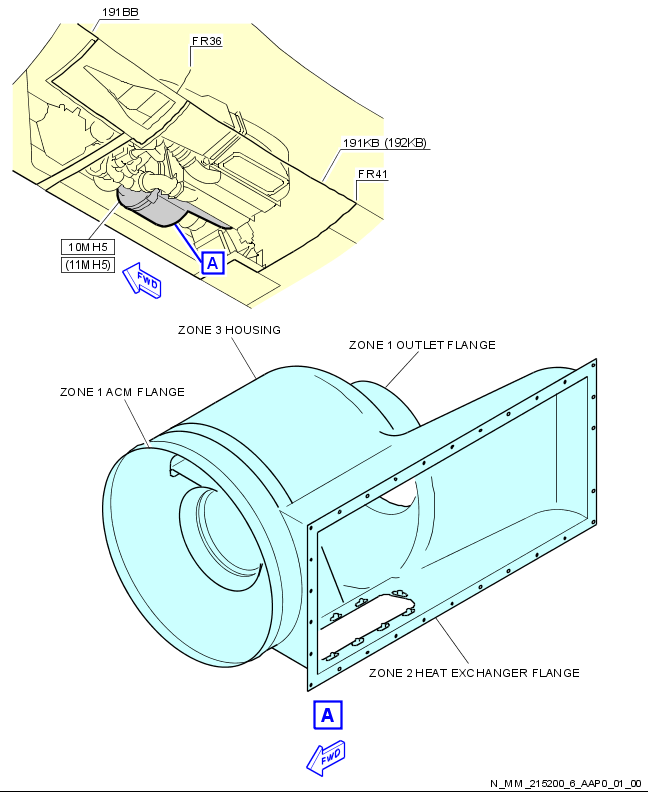 191BB
FR36
191KB (192KB)
FR41
10MH5
(11MH5)
A
FWD
ZONE 3 HOUSING
ZONE 1 OUTLET FLANGE
ZONE 1 ACM FLANGE
ZONE 2 HEAT EXCHANGER FLANGE
A
FWD
N_MM_215200_6_AAP0_01_00